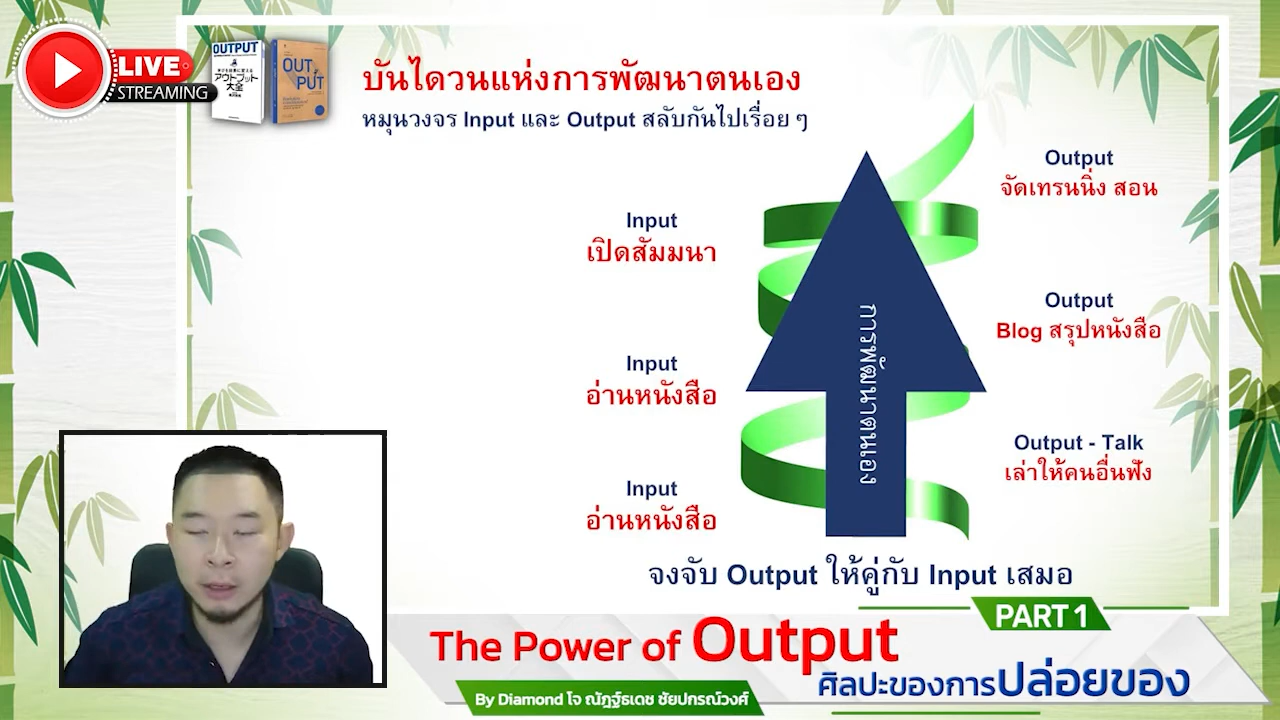 LIVE
STREAMING
OUTPUT
アウトプット
大全
OUT
PUT
บันไดวนแห่งการพัฒนาตนเอง
หมุนวงจร Input และ Output สลับกันไปเรื่อย ๆ
Output
จัดเทรนนิ่ง สอน
Input
เปิดสัมมนา
Output
Blog สรุปหนังสือ
Input
อ่านหนังสือ
Output - Talk
เล่าให้คนอื่นฟัง
Input
อ่านหนังสือ
การพัฒนาตนเอง
จงจับ Output ให้คู่กับ Input เสมอ
PART 1
The Power of Output
ศิลปะของการปล่อยของ
By Diamond โจ ณัฏฐ์ธเดช ชัยปกรณ์วงศ์